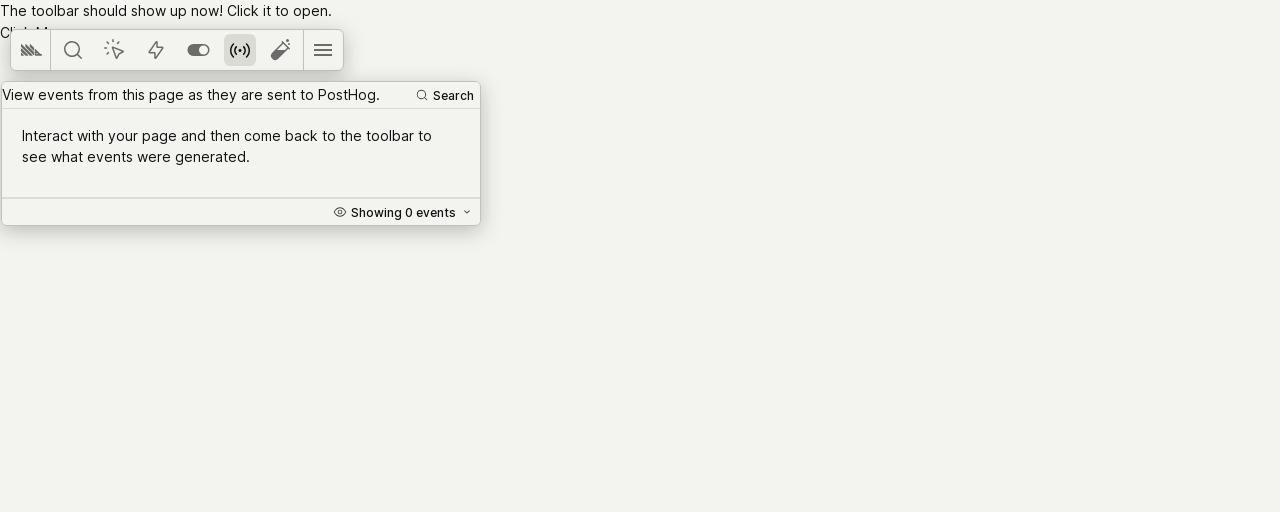 The toolbar should show up now! Click it to open.
View events from this page as they are sent to PostHog.
Search
Interact with your page and then come back to the toolbar to
see what events were generated.
Showing 0 events